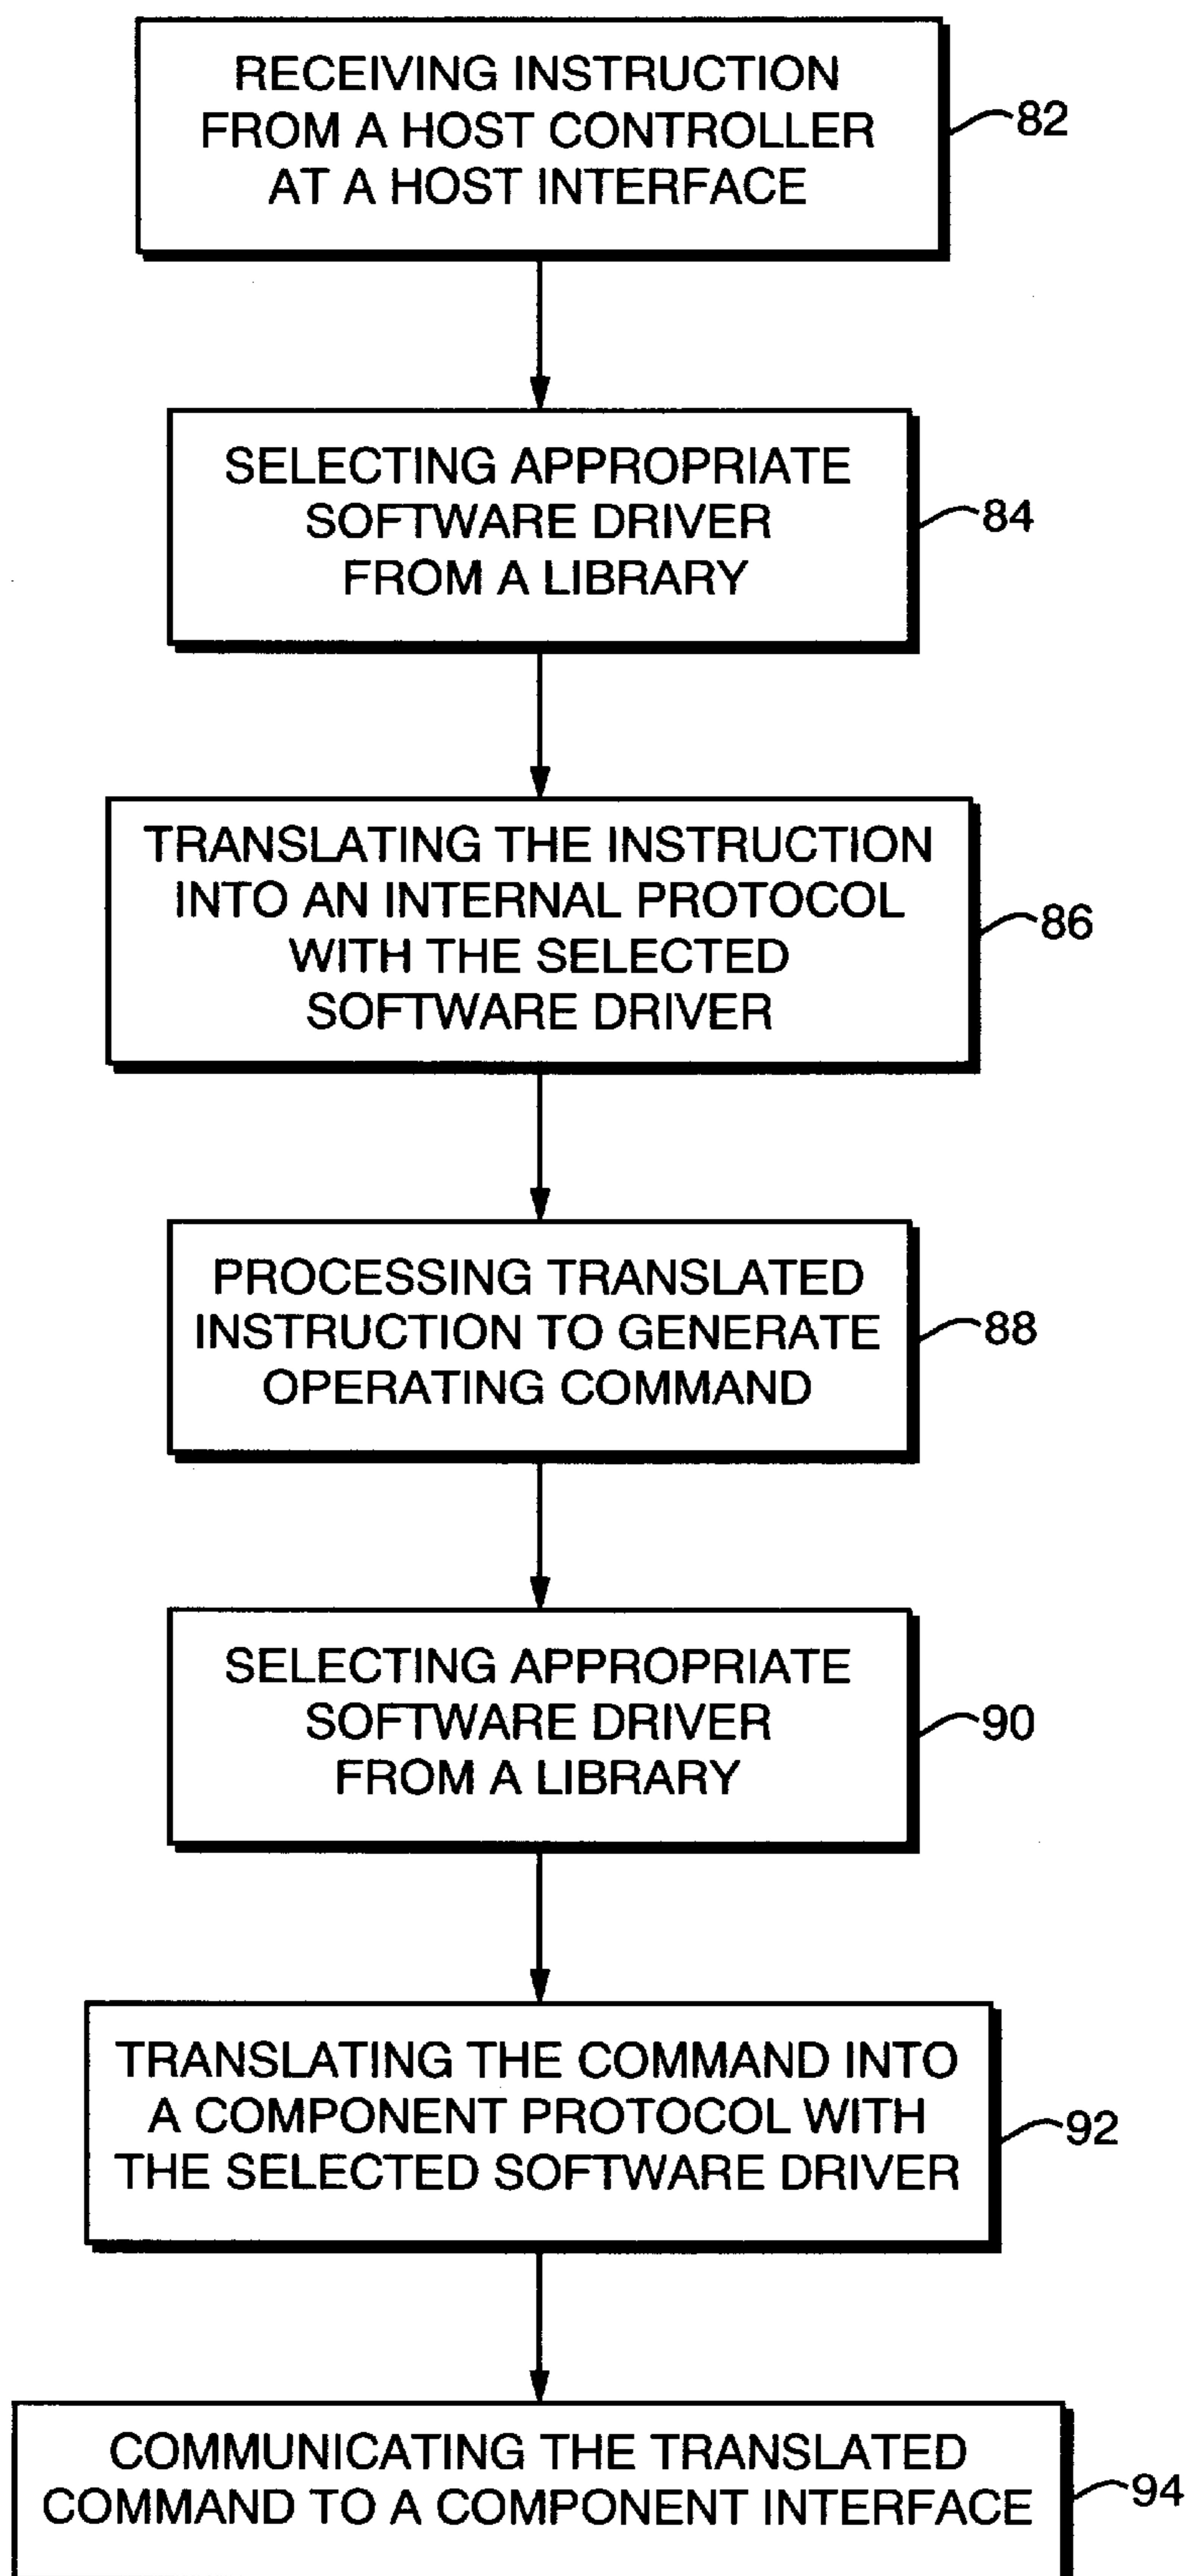 RECEIVING INSTRUCTION
FROM A HOST CONTROLLER
AT A HOST INTERFACE
82
SELECTING APPROPRIATE
SOFTWARE DRIVER
FROM A LIBRARY
84
TRANSLATING THE INSTRUCTION
INTO AN INTERNAL PROTOCOL
WITH THE SELECTED
SOFTWARE DRIVER
86
PROCESSING TRANSLATED
INSTRUCTION TO GENERATE
OPERATING COMMAND
88
SELECTING APPROPRIATE
SOFTWARE DRIVER
FROM A LIBRARY
90
TRANSLATING THE COMMAND INTO
A COMPONENT PROTOCOL WITH
THE SELECTED SOFTWARE DRIVER
92
COMMUNICATING THE TRANSLATED
COMMAND TO A COMPONENT INTERFACE
94